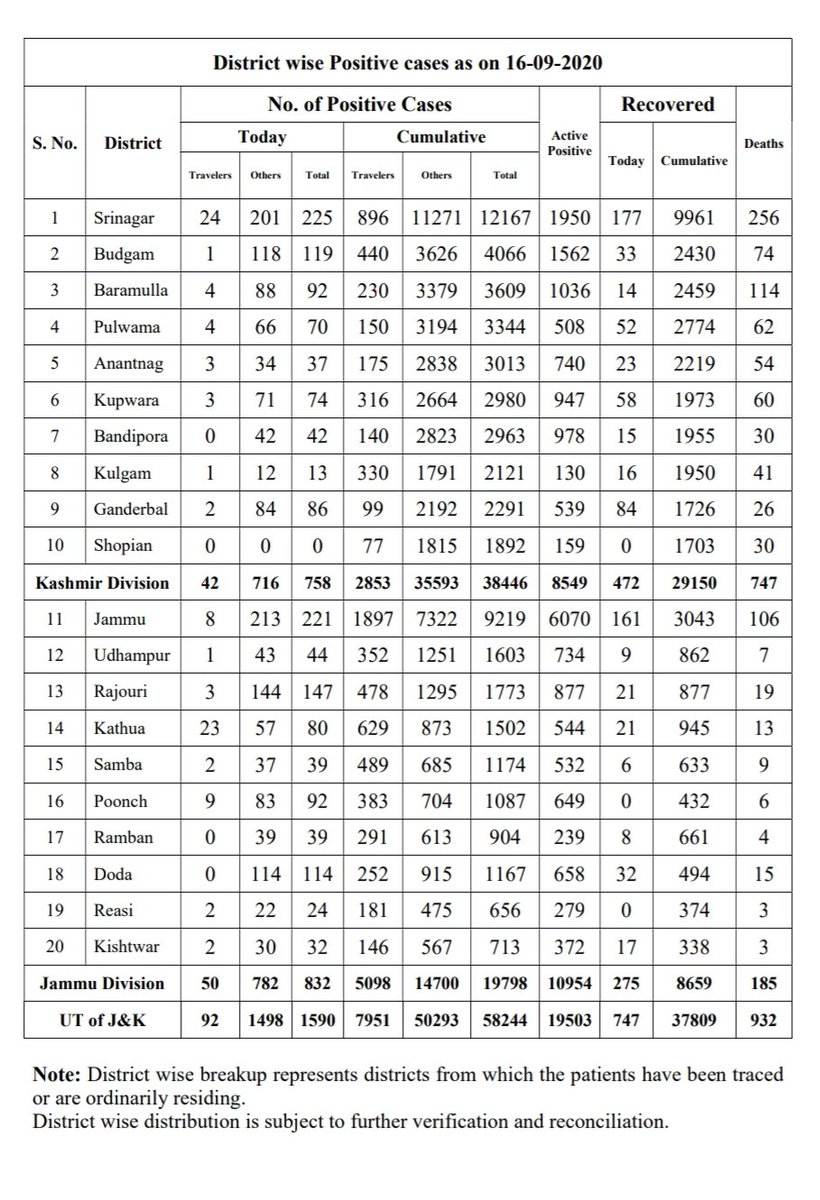 District wise Positive cases as on 16-09-2020
S. No. District No. of Positive Cases Active Positive Recovered Deaths
Today Cumulative Today Cumulative
Travelers Others Total Travelers Others Total
1 Srinagar 24 201 225 896 11271 12167 1950 177 9961 256
2 Budgam 1 118 119 440 3626 4066 1562 33 2430 74
3 Baramulla 4 88 92 230 3379 3609 1036 14 2459 114
4 Pulwama 4 66 70 150 3194 3344 508 52 2774 62
5 Anantnag 3 34 37 175 2838 3013 740 23 2219 54
6 Kupwara 3 71 74 316 2664 2980 947 58 1973 60
7 Bandipora 0 42 42 140 2823 2963 978 15 1955 30
8 Kulgam 1 12 13 330 1791 2121 130 16 1950 41
9 Ganderbal 2 84 86 99 2192 2291 539 84 1726 26
10 Shopian 0 0 0 77 1815 1892 159 0 1703 30
Kashmir Division 42 716 758 2853 35593 38446 8549 472 29150 747
11 Jammu 8 213 221 1897 7322 9219 6070 161 3043 106
12 Udhampur 1 43 44 352 1251 1603 734 9 862 7
13 Rajouri 3 144 147 478 1295 1773 877 21 877 19
14 Kathua 23 57 80 629 873 1502 544 21 945 13
15 Samba 2 37 39 489 685 1174 532 6 633 9
16 Poonch 9 83 92 383 704 1087 649 0 432 6
17 Ramban 0 39 39 291 613 904 239 8 661 4
18 Doda 0 114 114 252 915 1167 658 32 494 15
19 Reasi 2 22 24 181 475 656 279 0 374 3
20 Kishtwar 2 30 32 146 567 713 372 17 338 3
Jammu Division 50 782 832 5098 14700 19798 10954 275 8659 185
UT of J&K 92 1498 1590 7951 50293 58244 19503 747 37809 932
Note: District wise breakup represents districts from which the patients have been traced
or are ordinarily residing.
District wise distribution is subject to further verification and reconciliation.